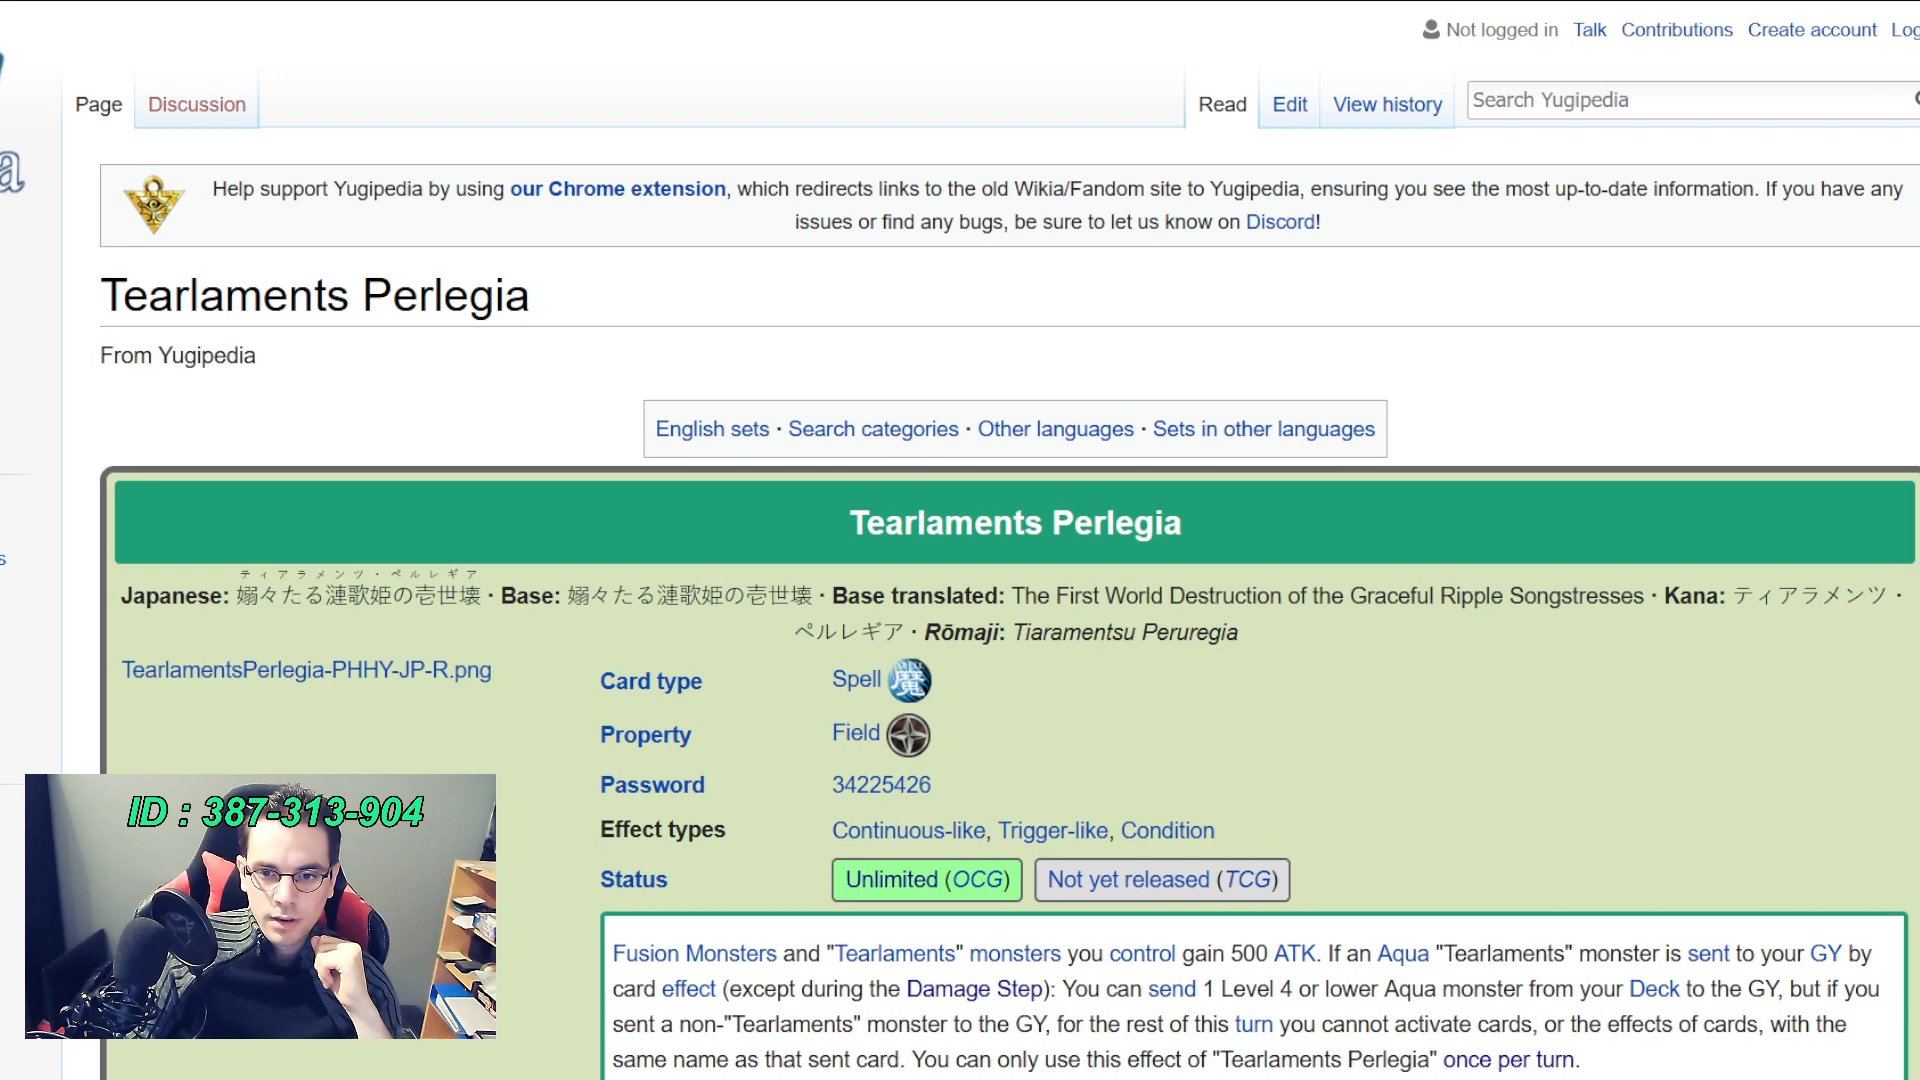 Not logged in Talk Contributions Create account Log
Page Discussion Read Edit View history Search Yugipedia
a
Help support Yugipedia by using our Chrome extension, which redirects links to the old Wikia/Fandom site to Yugipedia, ensuring you see the most up-to-date information. If you have any
issues or find any bugs, be sure to let us know on Discord!
Tearlaments Perlegia
From Yugipedia
English sets · Search categories · Other languages · Sets in other languages
Tearlaments Perlegia
ティアラメンツ・ペルレギア
Japanese: 嫋々たる漣歌姫の壱世壊 · Base: 嫋々たる漣歌姫の壱世壊 · Base translated: The First World Destruction of the Graceful Ripple Songstresses · Kana: ティアラメンツ・
ペルレギア · Rōmaji: Tiaramentsu Peruregia
TearlamentsPerlegia-PHHY-JP-R.png
Card type Spell 魔
Property Field
Password 34225426
Effect types Continuous-like, Trigger-like, Condition
Status Unlimited (OCG) Not yet released (TCG)
Fusion Monsters and "Tearlaments" monsters you control gain 500 ATK. If an Aqua "Tearlaments" monster is sent to your GY by
card effect (except during the Damage Step): You can send 1 Level 4 or lower Aqua monster from your Deck to the GY, but if you
sent a non-"Tearlaments" monster to the GY, for the rest of this turn you cannot activate cards, or the effects of cards, with the
same name as that sent card. You can only use this effect of "Tearlaments Perlegia" once per turn.
s
ID : 387-313-904